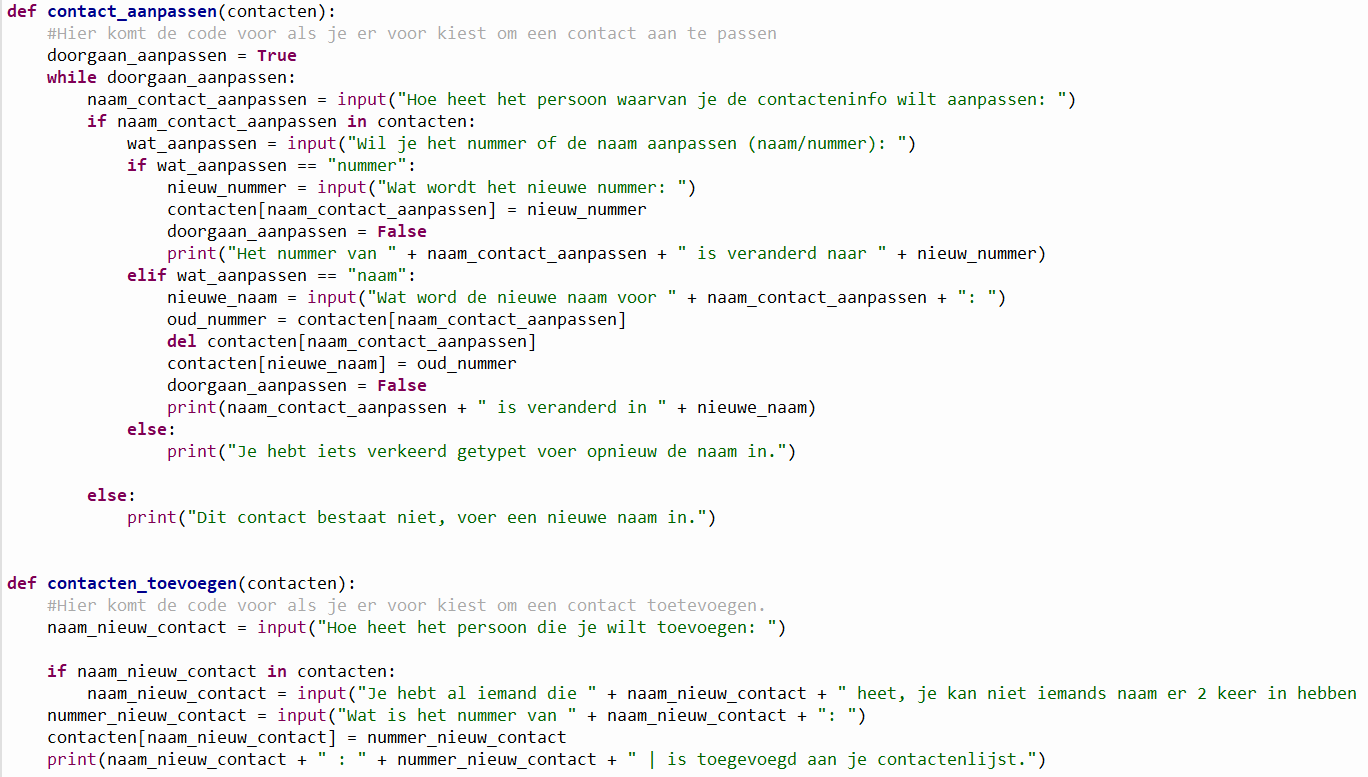 def contact_aanpassen(contacten):
    #Hier komt de code voor als je er voor kiest om een contact aan te passen
    doorgaan_aanpassen = True
    while doorgaan_aanpassen:
        naam_contact_aanpassen = input("Hoe heet het persoon waarvan je de contacteninfo wilt aanpassen: ")
        if naam_contact_aanpassen in contacten:
            wat_aanpassen = input("Wil je het nummer of de naam aanpassen (naam/nummer): ")
            if wat_aanpassen == "nummer":
                nieuw_nummer = input("Wat wordt het nieuwe nummer: ")
                contacten[naam_contact_aanpassen] = nieuw_nummer
                doorgaan_aanpassen = False
                print("Het nummer van " + naam_contact_aanpassen + " is veranderd naar " + nieuw_nummer)
            elif wat_aanpassen == "naam":
                nieuwe_naam = input("Wat word de nieuwe naam voor " + naam_contact_aanpassen + ": ")
                oud_nummer = contacten[naam_contact_aanpassen]
                del contacten[naam_contact_aanpassen]
                contacten[nieuwe_naam] = oud_nummer
                doorgaan_aanpassen = False
                print(naam_contact_aanpassen + " is veranderd in " + nieuwe_naam)
            else:
                print("Je hebt iets verkeerd getypet voer opnieuw de naam in.")
        else:
            print("Dit contact bestaat niet, voer een nieuwe naam in.")
def contacten_toevoegen(contacten):
    #Hier komt de code voor als je er voor kiest om een contact toetevoegen.
    naam_nieuw_contact = input("Hoe heet het persoon die je wilt toevoegen: ")
    if naam_nieuw_contact in contacten:
        naam_nieuw_contact = input("Je hebt al iemand die " + naam_nieuw_contact + " heet, je kan niet iemands naam er 2 keer in hebben
    nummer_nieuw_contact = input("Wat is het nummer van " + naam_nieuw_contact + ": ")
    contacten[naam_nieuw_contact] = nummer_nieuw_contact
    print(naam_nieuw_contact + " : " + nummer_nieuw_contact + " | is toegevoegd aan je contactenlijst.")